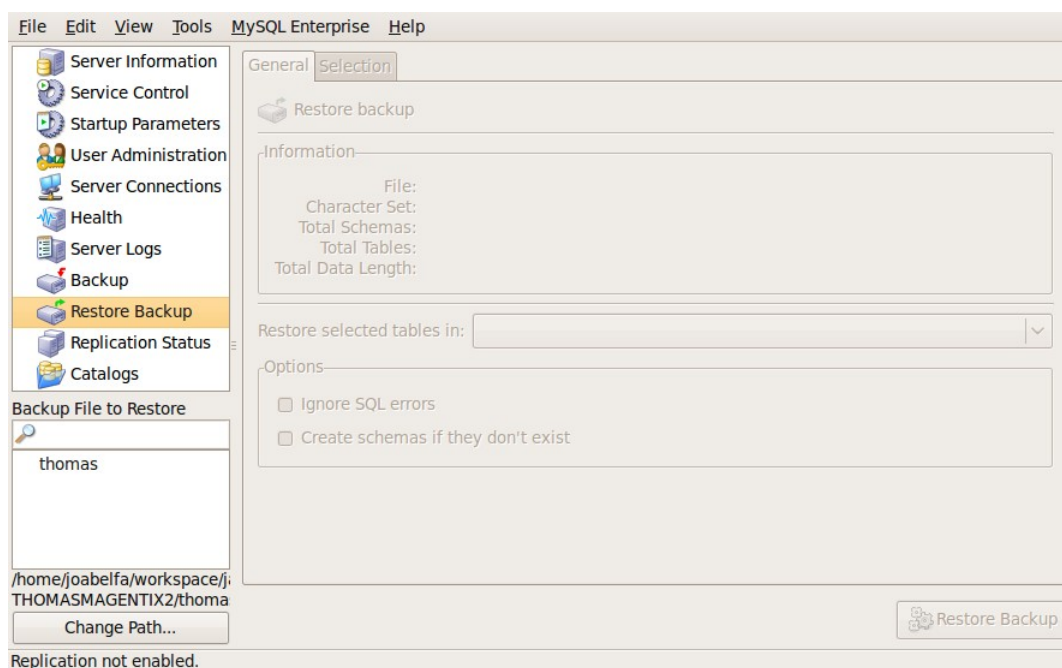 File Edit View Tools MySQL Enterprise Help
Server Information
Service Control
Startup Parameters
User Administration
Server Connections
Health
Server Logs
Backup
Restore Backup
Replication Status
Catalogs
Backup File to Restore
thomas
/home/joabelfa/workspace/ja
THOMASMAGENTIX2/thoma
Change Path...
General Selection
Restore backup
Information
File:
Character Set:
Total Schemas:
Total Tables:
Total Data Length:
Restore selected tables in:
Options
Ignore SQL errors
Create schemas if they don't exist
Restore Backup
Replication not enabled.